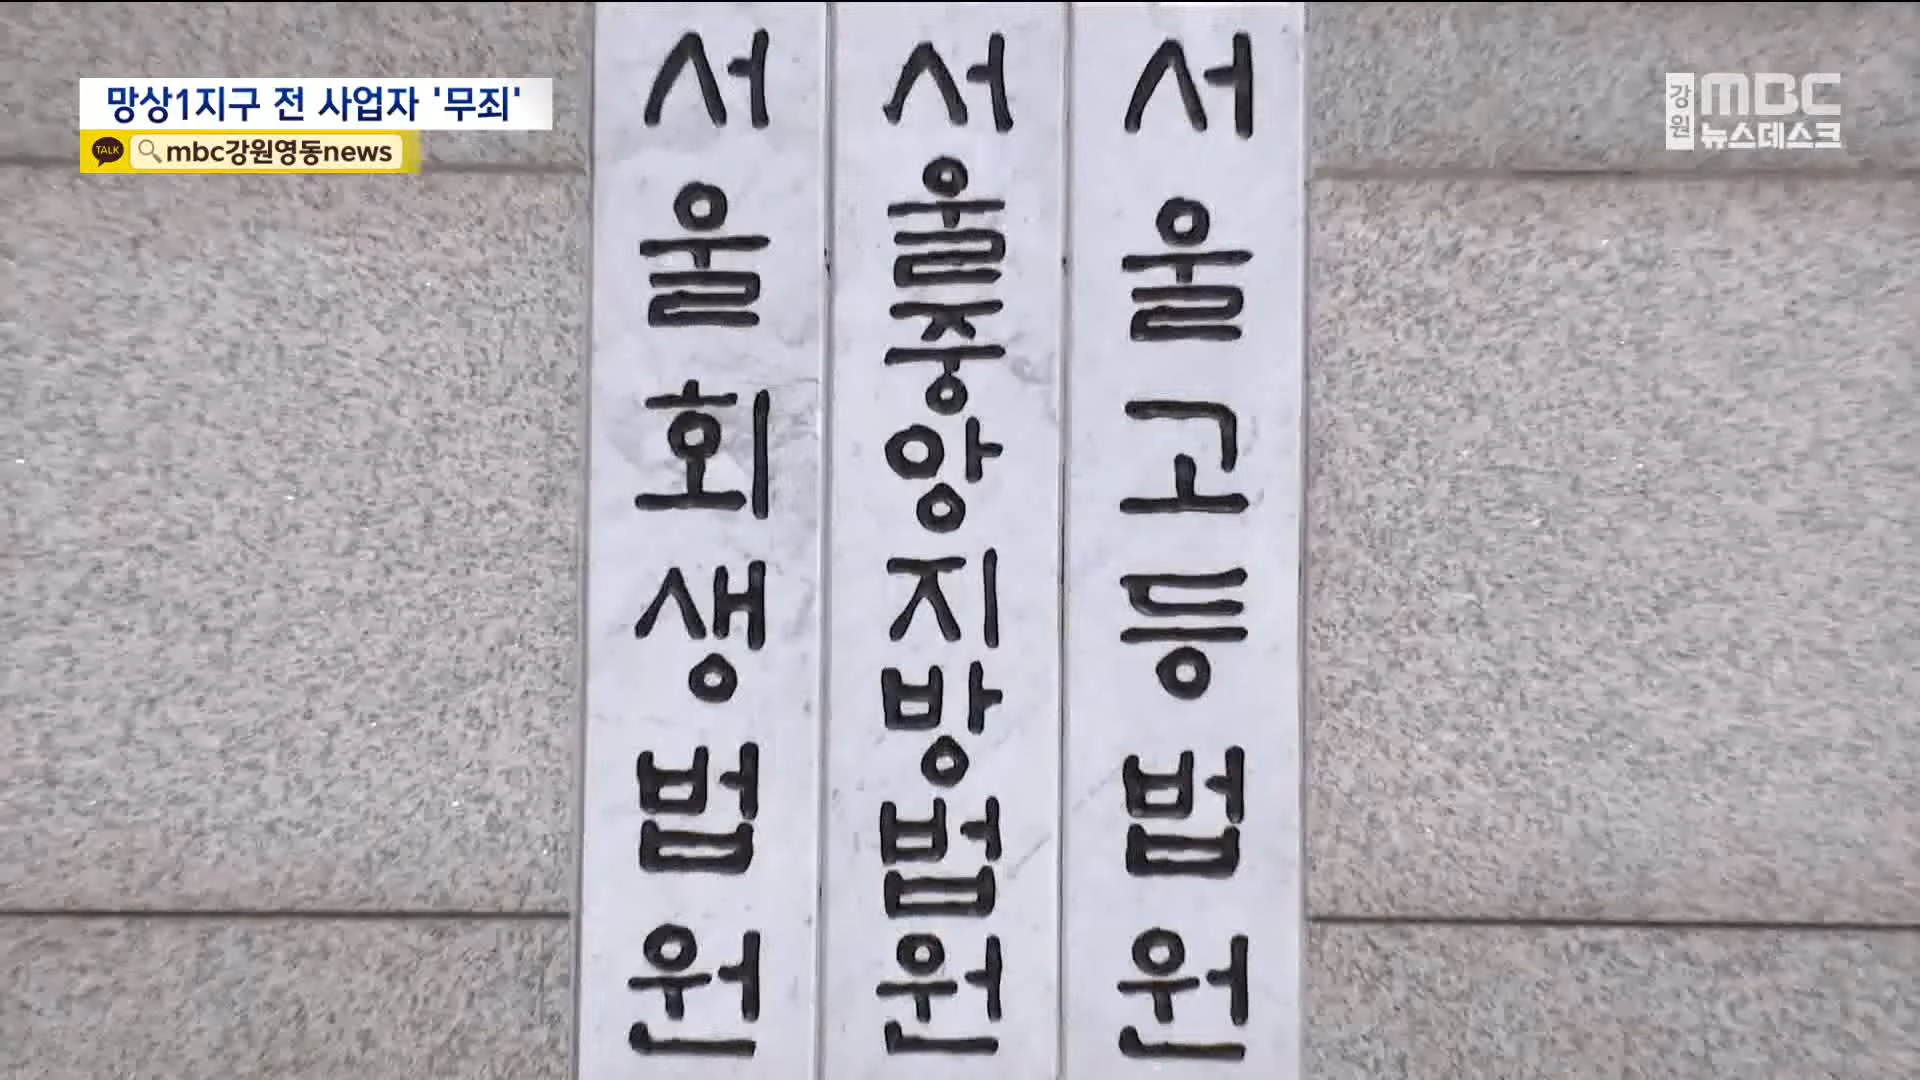 망상1지구 전 사업자 '무죄'
TALK mbc강원영동news
강원 MBC 뉴스데스크
서울회생법원
서울중앙지방법원
서울고등법원